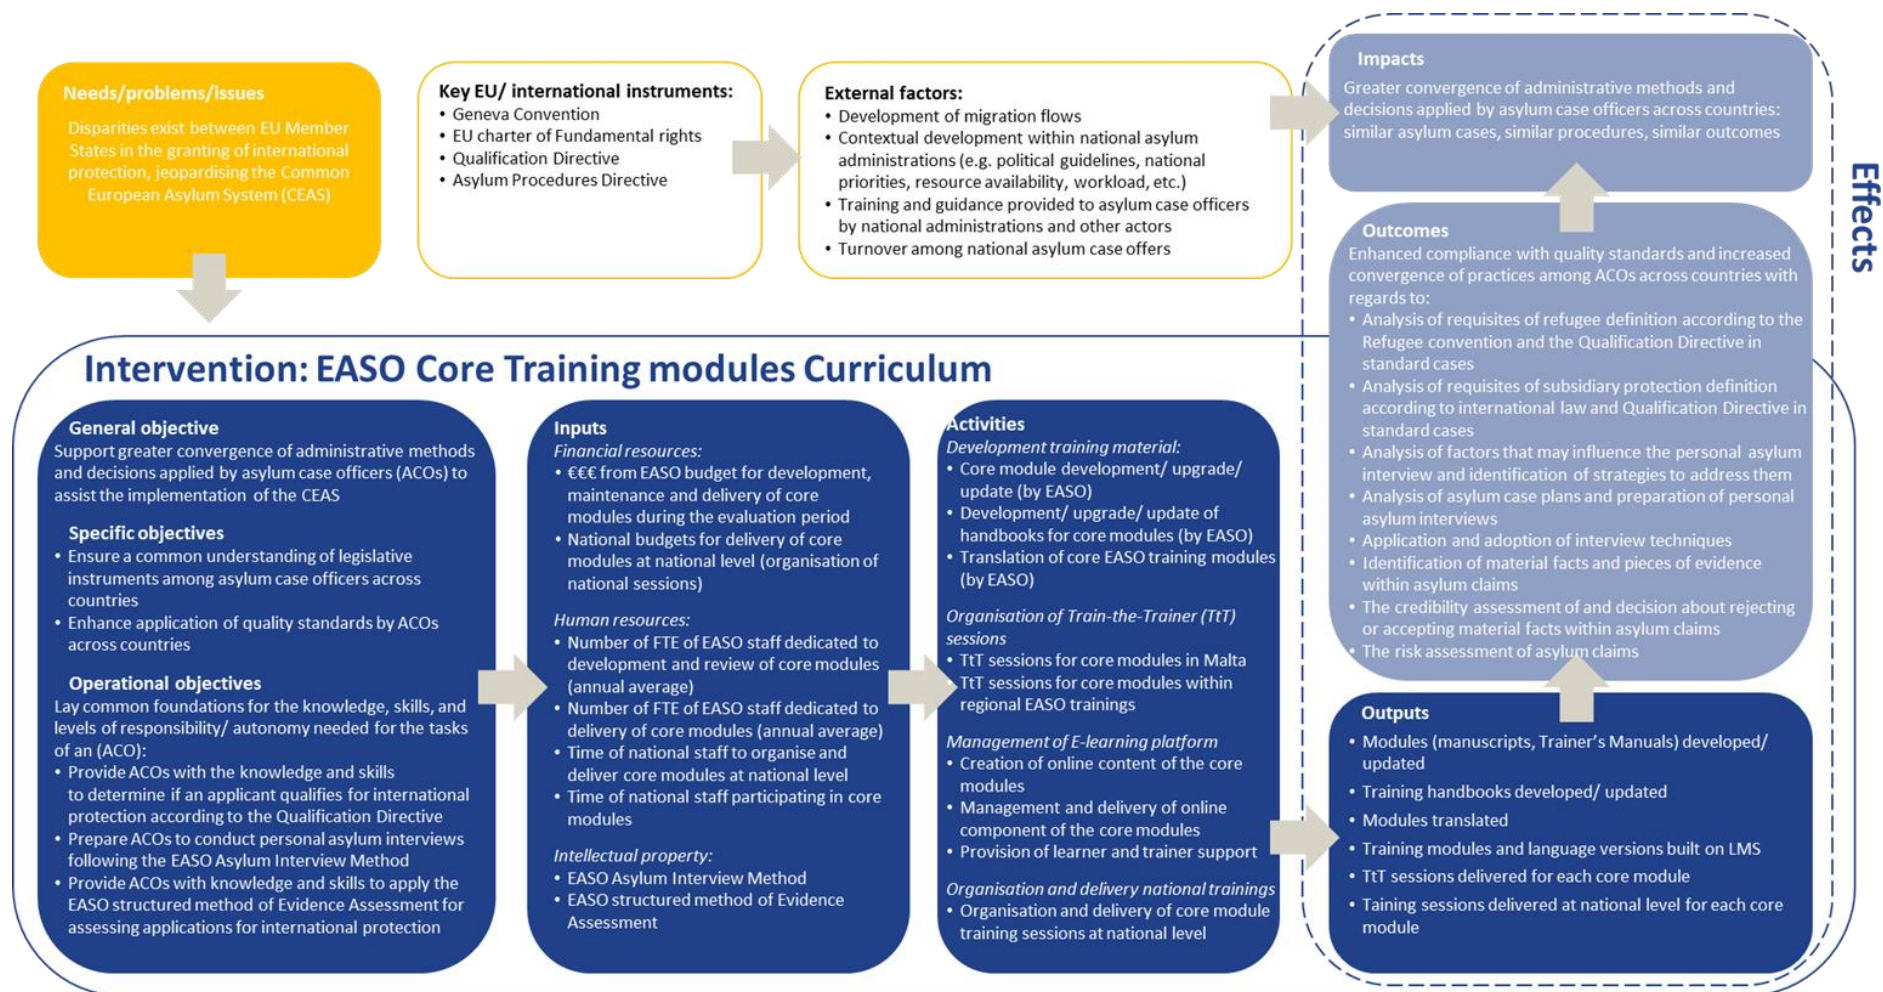 Needs/problems/issues
Disparities exist between EU Member
States in the granting of international
protection, jeopardising the Common
European Asylum System (CEAS)
Key EU/ international instruments:
• Geneva Convention
• EU charter of Fundamental rights
• Qualification Directive
• Asylum Procedures Directive
External factors:
• Development of migration flows
• Contextual development within national asylum
administrations (e.g. political guidelines, national
priorities, resource availability, workload, etc.)
• Training and guidance provided to asylum case officers
by national administrations and other actors
• Turnover among national asylum case offers
Impacts
Greater convergence of administrative methods and
decisions applied by asylum case officers across countries:
similar asylum cases, similar procedures, similar outcomes
Effects
Outcomes
Enhanced compliance with quality standards and increased
convergence of practices among ACOs across countries with
regards to:
• Analysis of requisites of refugee definition according to the
Refugee convention and the Qualification Directive in
standard cases
• Analysis of requisites of subsidiary protection definition
according to international law and Qualification Directive in
standard cases
• Analysis of factors that may influence the personal asylum
interview and identification of strategies to address them
• Analysis of asylum case plans and preparation of personal
asylum interviews
• Application and adoption of interview techniques
• Identification of material facts and pieces of evidence
within asylum claims
• The credibility assessment of and decision about rejecting
or accepting material facts within asylum claims
• The risk assessment of asylum claims
Intervention: EASO Core Training modules Curriculum
General objective
Support greater convergence of administrative methods
and decisions applied by asylum case officers (ACOs) to
assist the implementation of the CEAS
Specific objectives
• Ensure a common understanding of legislative
instruments among asylum case officers across
countries
• Enhance application of quality standards by ACOs
across countries
Operational objectives
Lay common foundations for the knowledge, skills, and
levels of responsibility/ autonomy needed for the tasks
of an (ACO):
• Provide ACOs with the knowledge and skills
to determine if an applicant qualifies for international
protection according to the Qualification Directive
• Prepare ACOs to conduct personal asylum interviews
following the EASO Asylum Interview Method
• Provide ACOs with knowledge and skills to apply the
EASO structured method of Evidence Assessment for
assessing applications for international protection
Inputs
Financial resources:
• €€€ from EASO budget for development,
maintenance and delivery of core
modules during the evaluation period
• National budgets for delivery of core
modules at national level (organisation of
national sessions)
Human resources:
• Number of FTE of EASO staff dedicated to
development and review of core modules
(annual average)
• Number of FTE of EASO staff dedicated to
delivery of core modules (annual average)
• Time of national staff to organise and
deliver core modules at national level
• Time of national staff participating in core
modules
Intellectual property:
• EASO Asylum Interview Method
• EASO structured method of Evidence
Assessment
Activities
Development training material:
• Core module development/ upgrade/
update (by EASO)
• Development/ upgrade/ update of
handbooks for core modules (by EASO)
• Translation of core EASO training modules
(by EASO)
Organisation of Train-the-Trainer (TtT)
sessions
• TtT sessions for core modules in Malta
• TtT sessions for core modules within
regional EASO trainings
Management of E-learning platform
• Creation of online content of the core
modules
• Management and delivery of online
component of the core modules
• Provision of learner and trainer support
Organisation and delivery national trainings
• Organisation and delivery of core module
training sessions at national level
Outputs
• Modules (manuscripts, Trainer's Manuals) developed/
updated
• Training handbooks developed/ updated
• Modules translated
• Training modules and language versions built on LMS
• TtT sessions delivered for each core module
• Taining sessions delivered at national level for each core
module